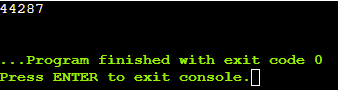 44287
...Program finished with exit code 0
Press ENTER to exit console.